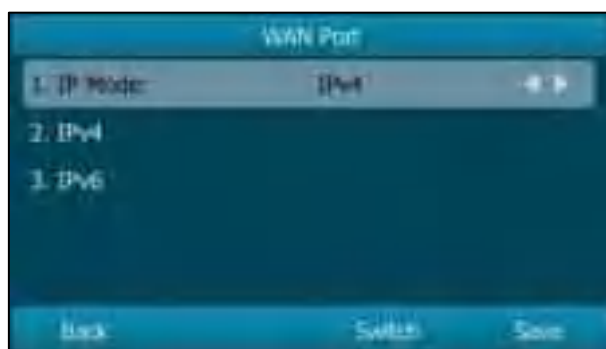 WAN Port
1. IP Mode: IPv4
2. IPv4
3. IPv6
Back Switch Save